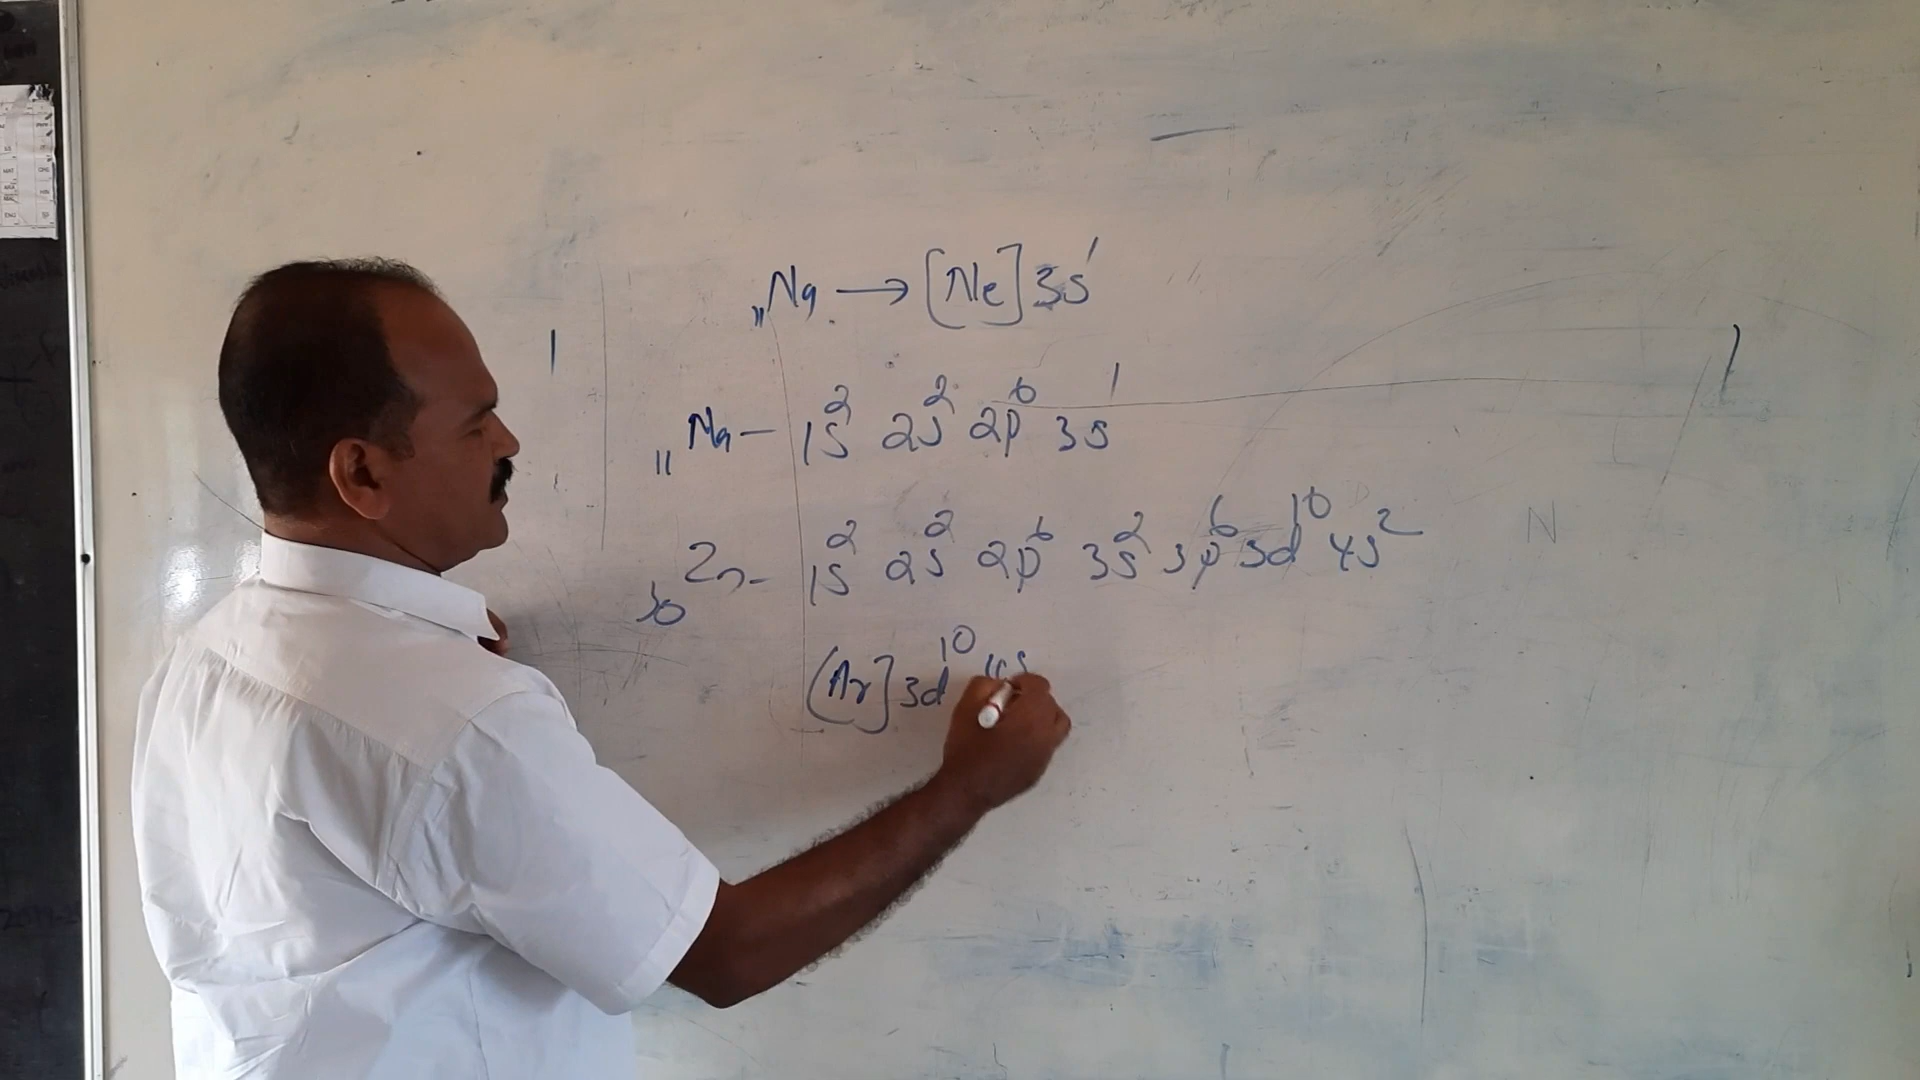 ₁₁Na → [Ne]3s¹
₁₁Na - 1s² 2s² 2p⁶ 3s¹
₃₀Zn - 1s² 2s² 2p⁶ 3s² 3p⁶ 3d¹⁰ 4s²
[Ar]3d¹⁰ 4s
N